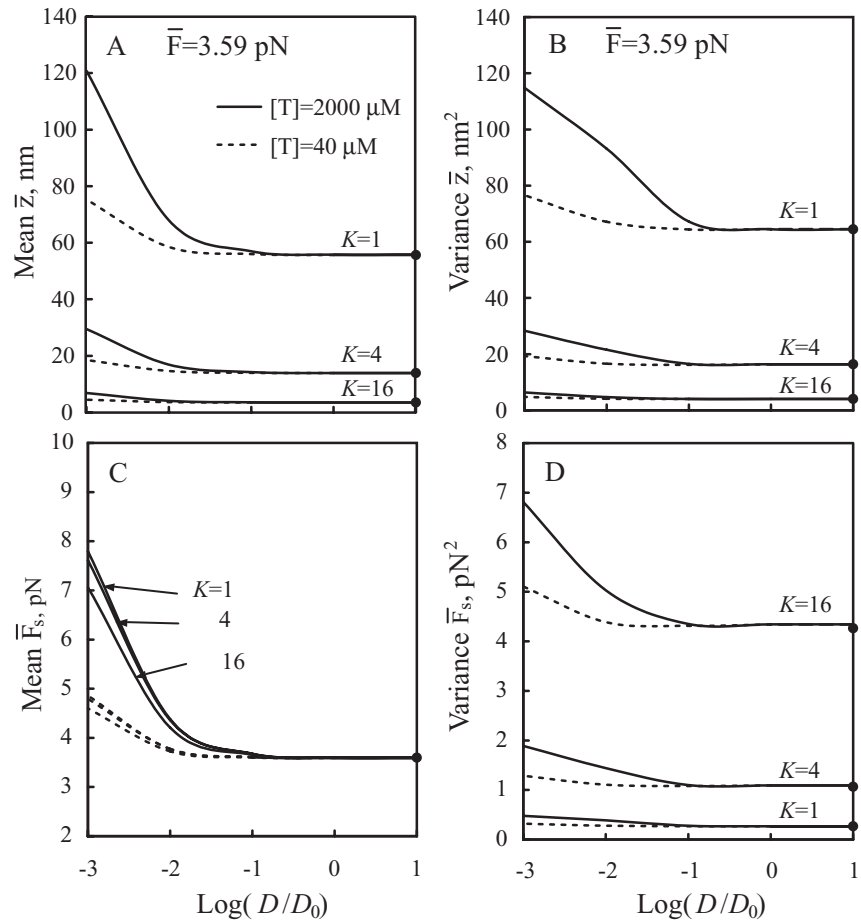 A F̅=3.59 pN
140
120
100
80
60
40
20
0
Mean z̅, nm
[T]=2000 μM
[T]=40 μM
K=1
K=4
K=16
B F̅=3.59 pN
140
120
100
80
60
40
20
0
Variance z̅, nm²
K=1
K=4
K=16
C
10
9
8
7
6
5
4
3
2
Mean F̅s, pN
K=1
4
16
-3 -2 -1 0 1
Log(D/D₀)
D
8
7
6
5
4
3
2
1
0
Variance F̅s, pN²
K=16
K=4
K=1
-3 -2 -1 0 1
Log(D/D₀)